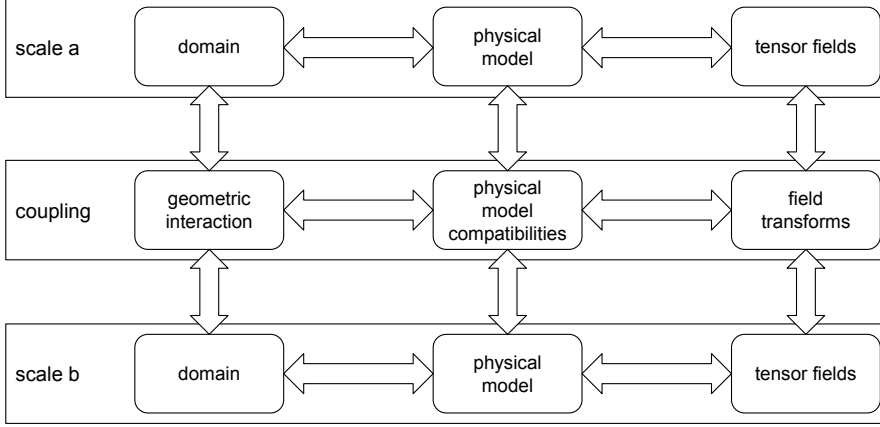 scale a
domain
physical
model
tensor fields
coupling
geometric
interaction
physical
model
compatibilities
field
transforms
scale b
domain
physical
model
tensor fields